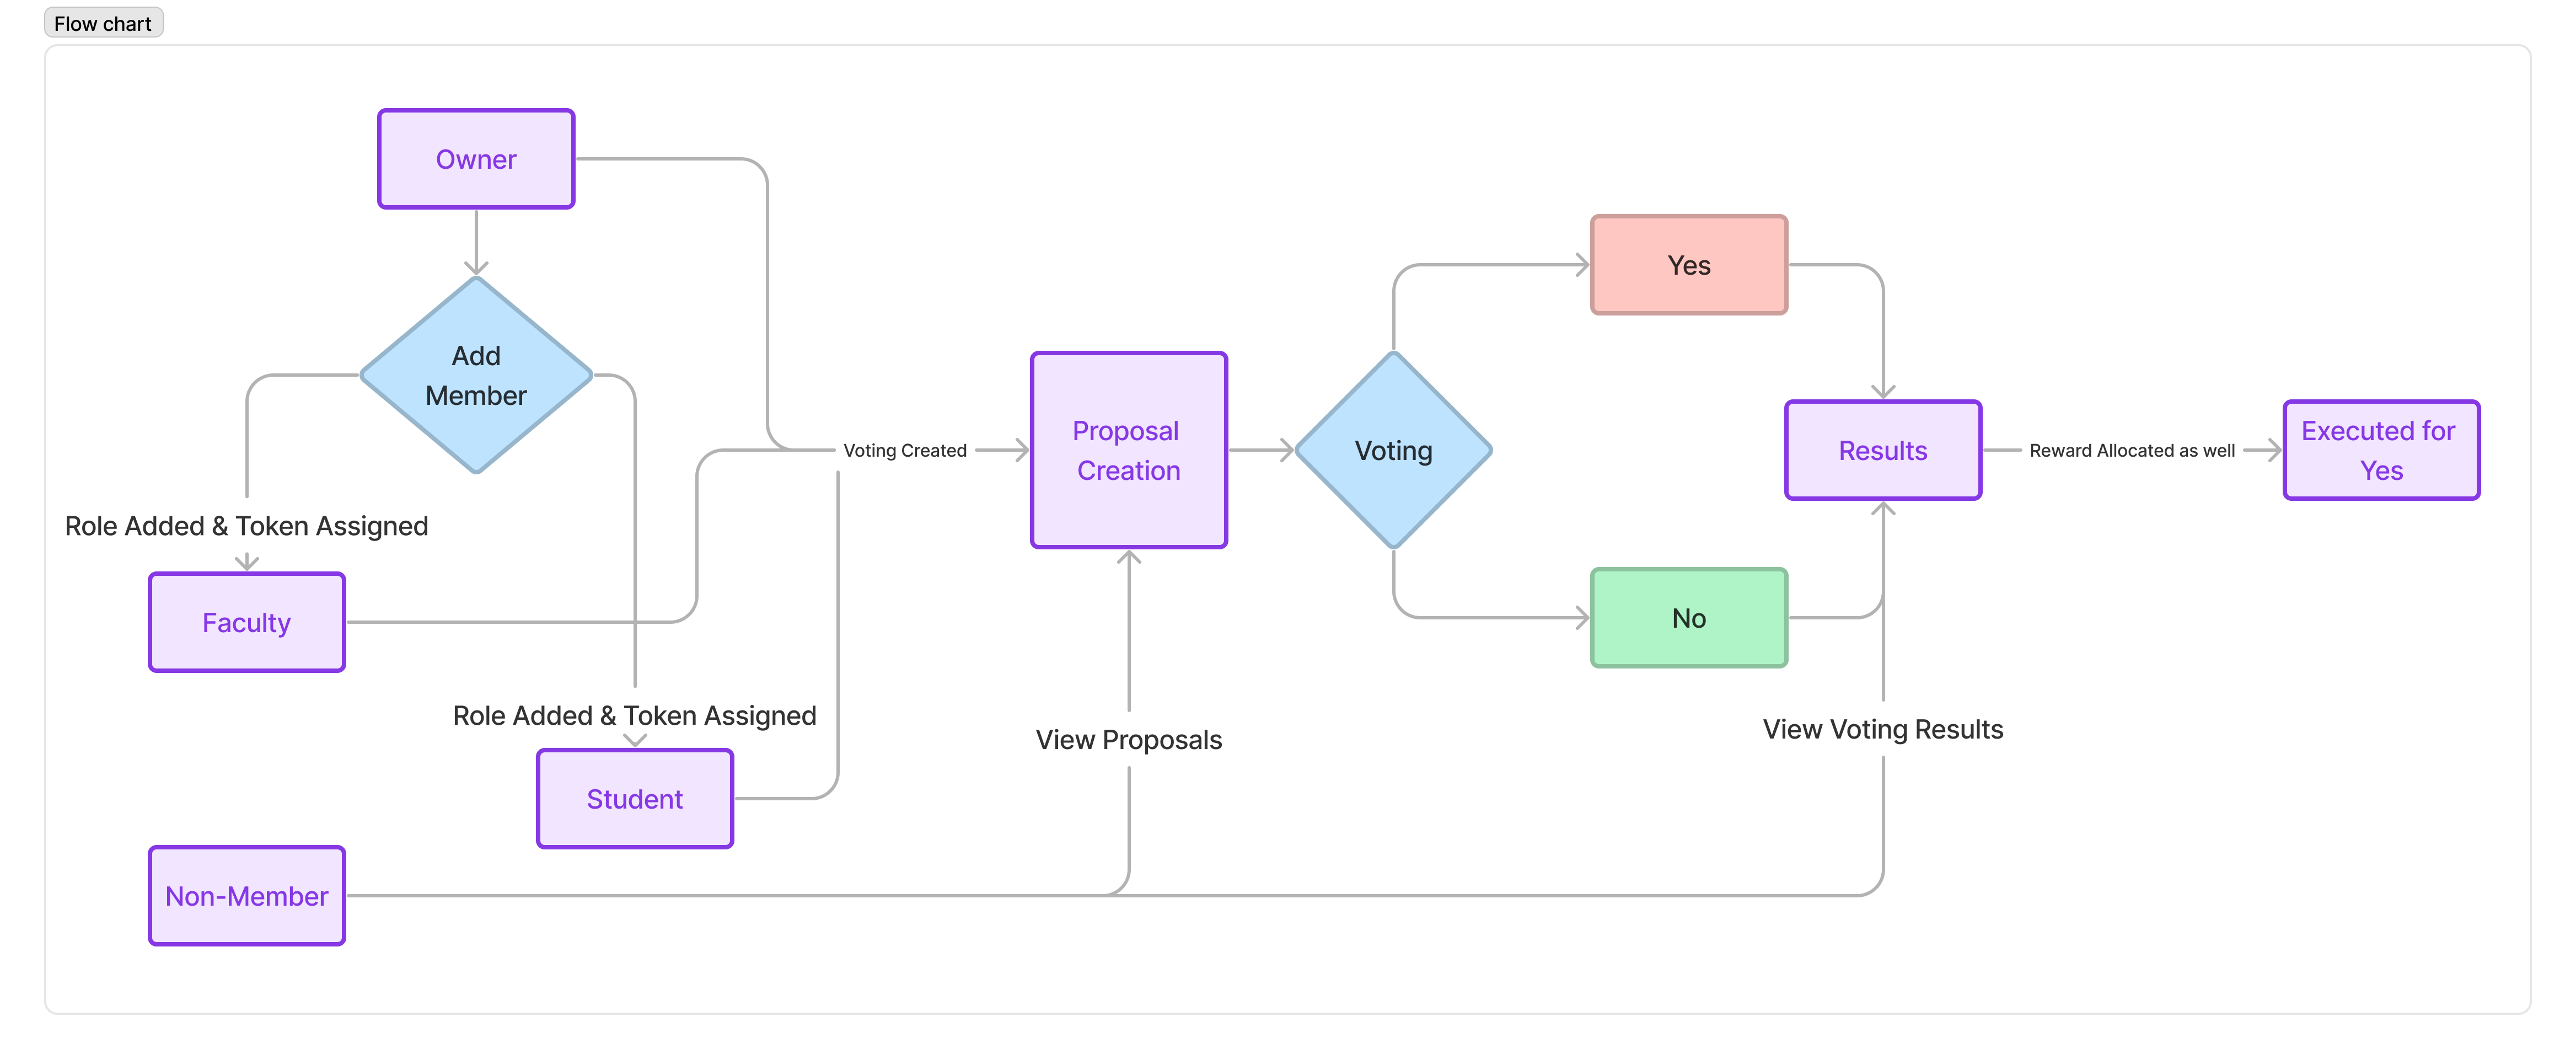 Flow chart
Owner
Add
Member
Role Added & Token Assigned
Faculty
Role Added & Token Assigned
Student
Non-Member
Voting Created
Proposal
Creation
View Proposals
Voting
Yes
No
Results
View Voting Results
Reward Allocated as well
Executed for
Yes